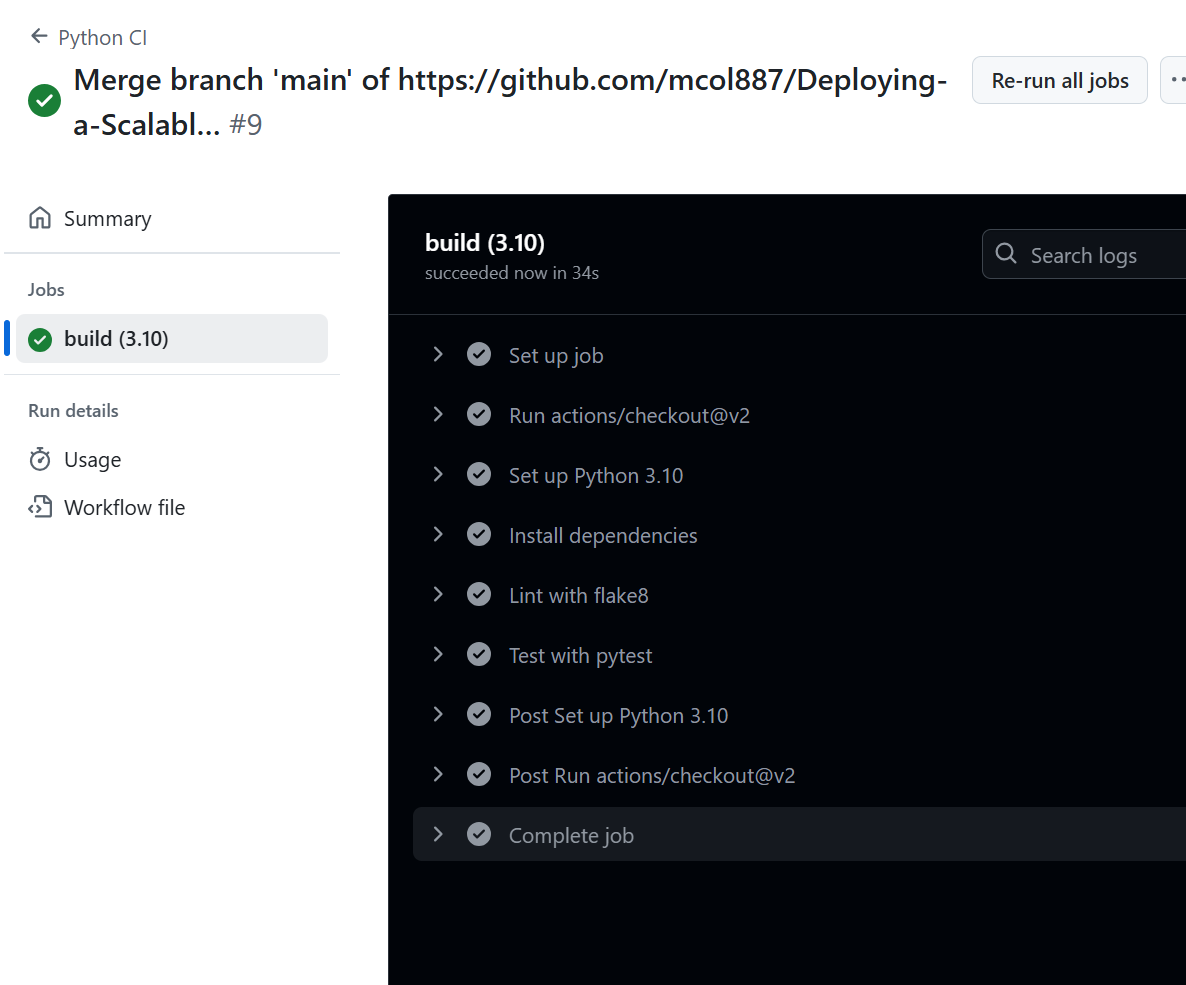 Python CI
Merge branch 'main' of https://github.com/mcol887/Deploying-
a-Scalabl... #9
Re-run all jobs
Summary
Jobs
build (3.10)
Run details
Usage
Workflow file
build (3.10)
succeeded now in 34s
Search logs
Set up job
Run actions/checkout@v2
Set up Python 3.10
Install dependencies
Lint with flake8
Test with pytest
Post Set up Python 3.10
Post Run actions/checkout@v2
Complete job